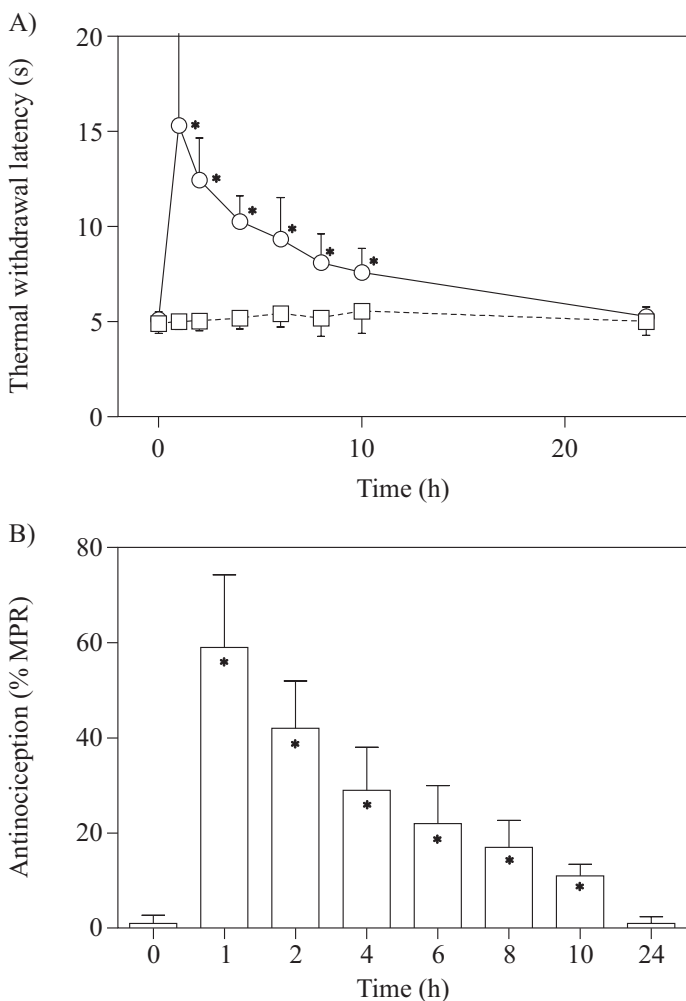 A)
Thermal withdrawal latency (s)
20
15
10
5
0
* * * * * *
0 10 20
Time (h)
B)
Antinociception (% MPR)
80
60
40
20
0
* * * * * *
0 1 2 4 6 8 10 24
Time (h)